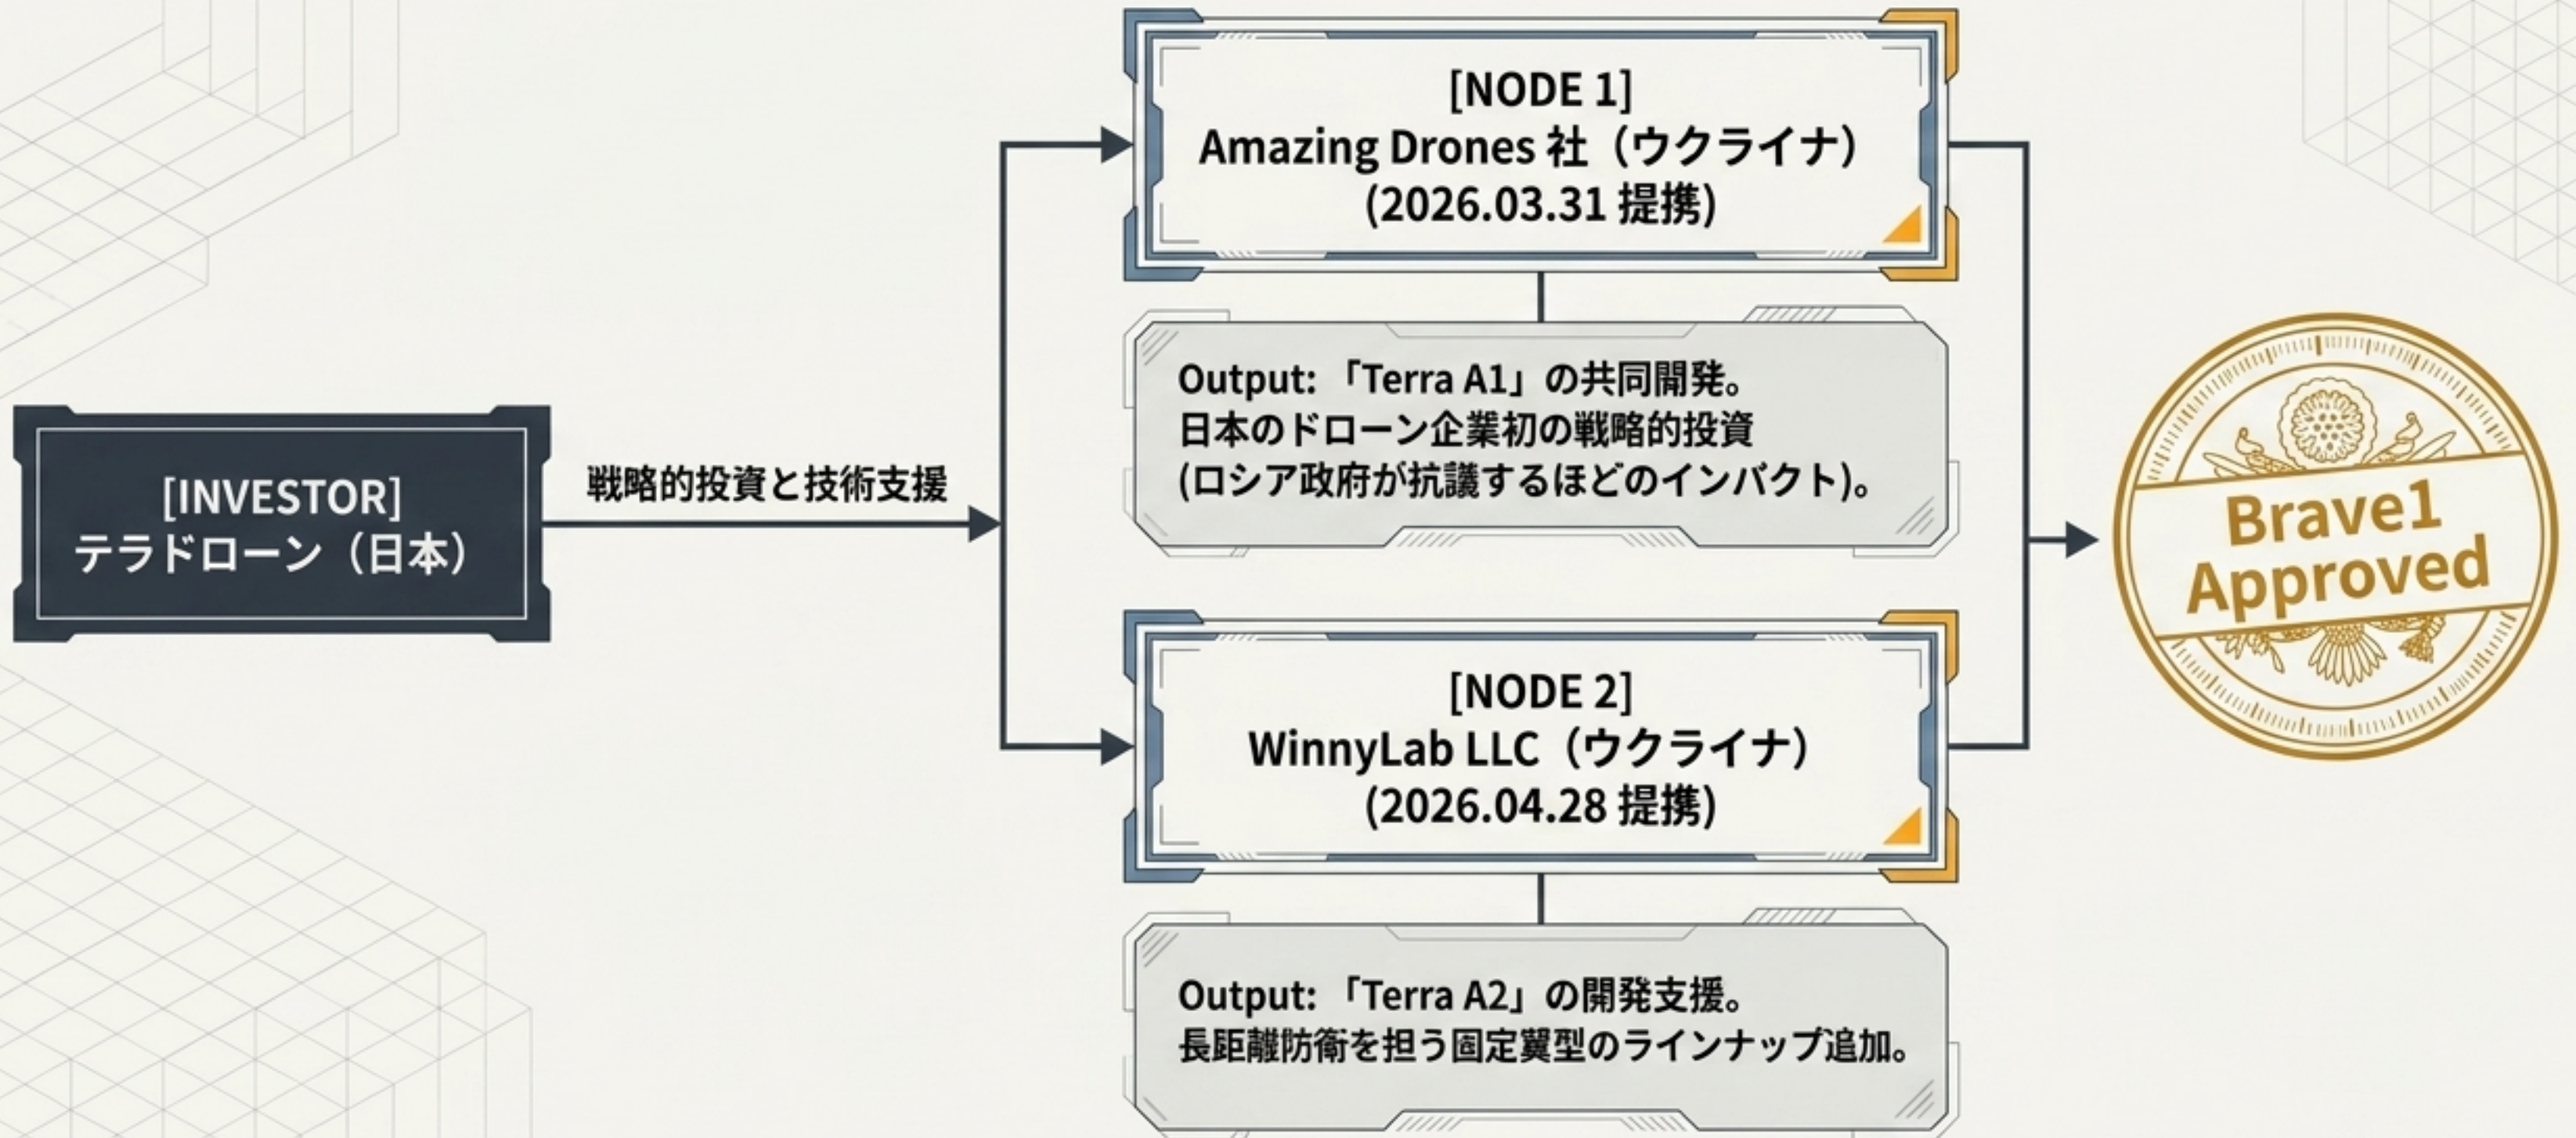 [INVESTOR]
テラドローン（日本）
戦略的投資と技術支援
[NODE 1]
Amazing Drones 社（ウクライナ）
(2026.03.31 提携)
Output: 「Terra A1」の共同開発。
日本のドローン企業初の戦略的投資
(ロシア政府が抗議するほどのインパクト)。
[NODE 2]
WinnyLab LLC（ウクライナ）
(2026.04.28 提携)
Output: 「Terra A2」の開発支援。
長距離防衛を担う固定翼型のラインナップ追加。
Brave1
Approved